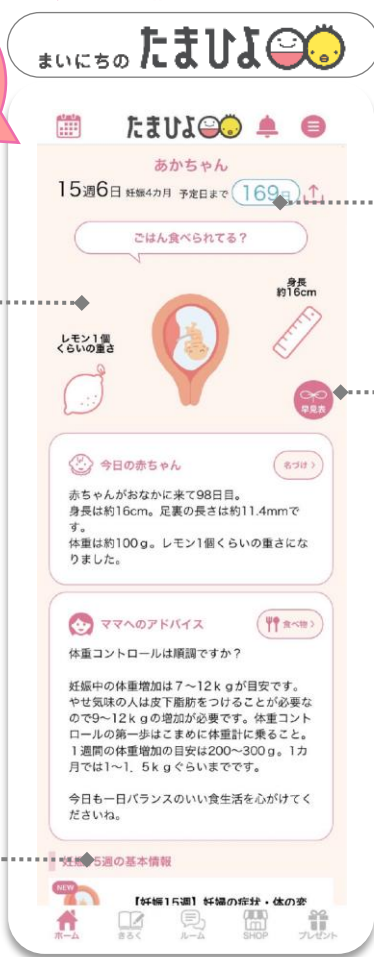 まいにちの たまひよ
たまひよ
あかちゃん
15週6日 妊娠4カ月 予定日まで 169日
ごはん食べられてる?
身長
約16cm
レモン1個
くらいの重さ
早見表
今日の赤ちゃん
名づけ >
赤ちゃんがおなかに来て98日目。
身長は約16cm。足裏の長さは約11.4mmで
す。
体重は約100g。レモン1個くらいの重さにな
りました。
ママへのアドバイス
食べ物 >
体重コントロールは順調ですか?
妊娠中の体重増加は7〜12kgが目安です。
やせ気味の人は皮下脂肪をつけることが必要な
ので9〜12kgの増加が必要です。体重コント
ロールの第一歩はこまめに体重計に乗ること。
1週間の体重増加の目安は200〜300g。1カ
月では1〜1.5kgぐらいまでです。
今日も一日バランスのいい食生活を心がけてく
ださいね。
妊娠15週の基本情報
NEW
【妊娠15週】妊婦の症状・体の変
ホーム
きろく
ルーム
SHOP
プレゼント